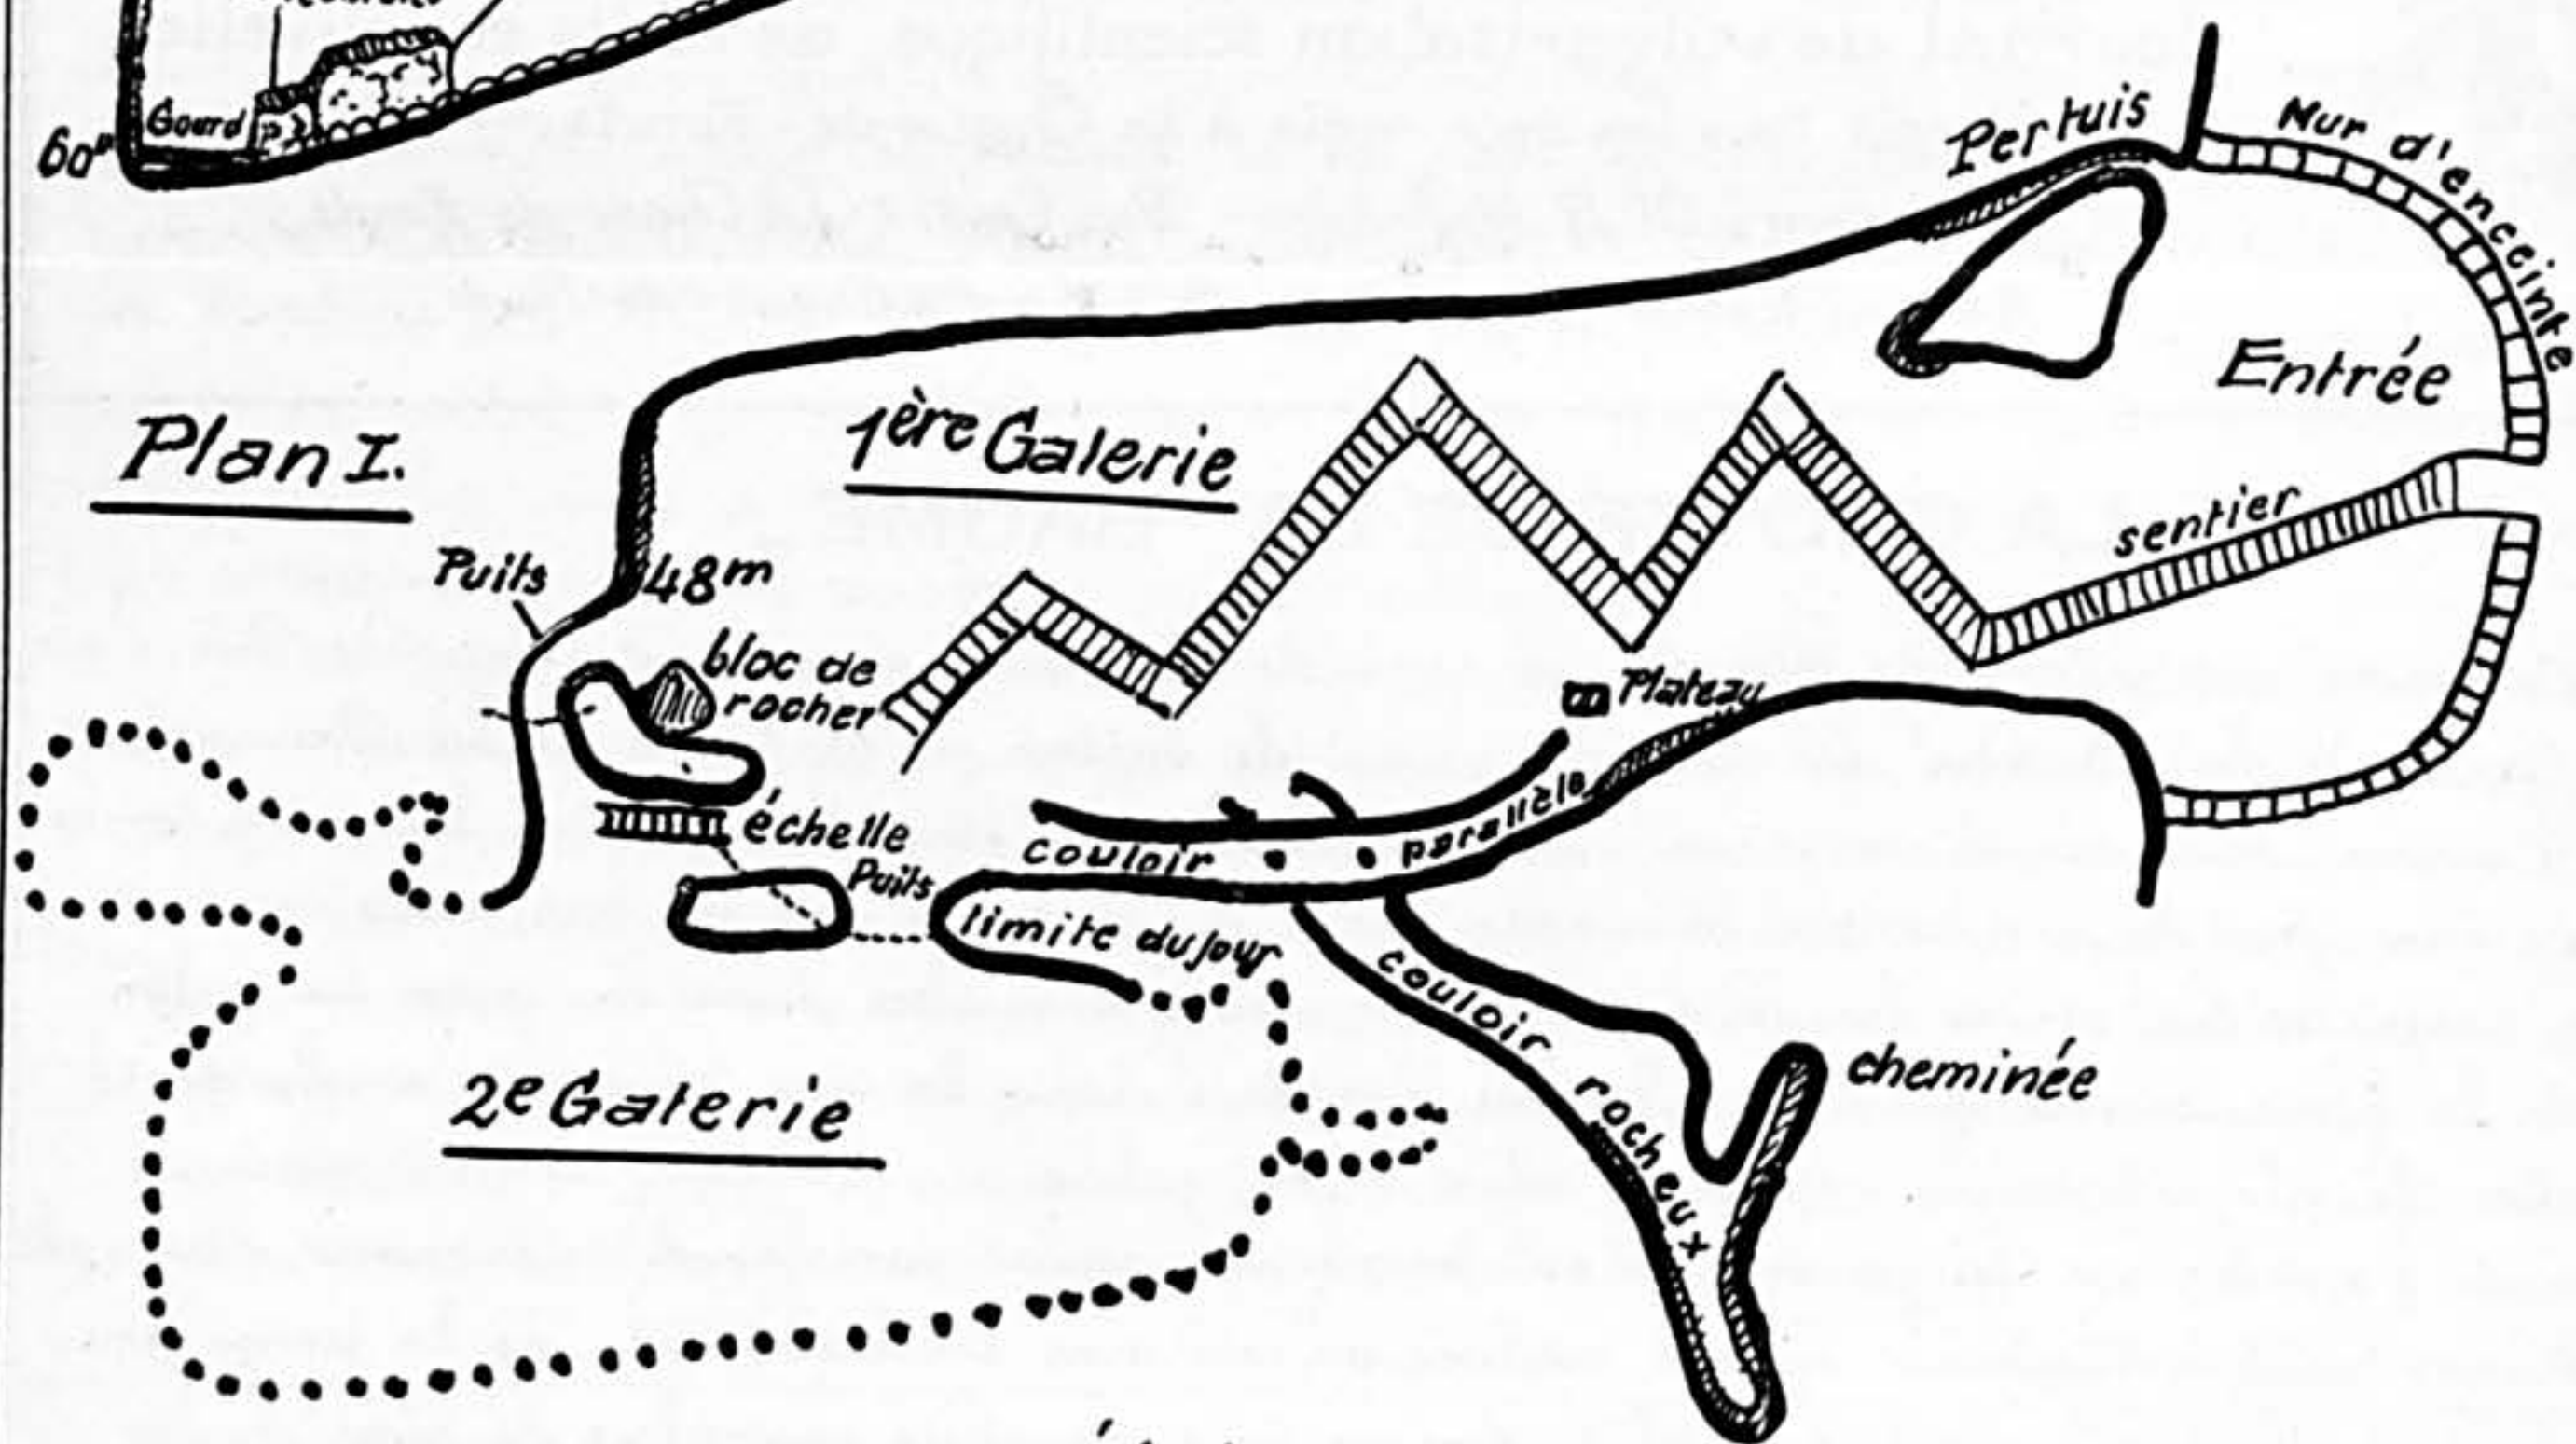 Gourd
60ᵐ
Pertuis
Mur d'enceinte
Entrée
Plan I.
1ère Galerie
sentier
Puits
48m
bloc de
rocher
Plateau
échelle
couloir parallèle
Puits
limite du jour
couloir rocheux
cheminée
2e Galerie